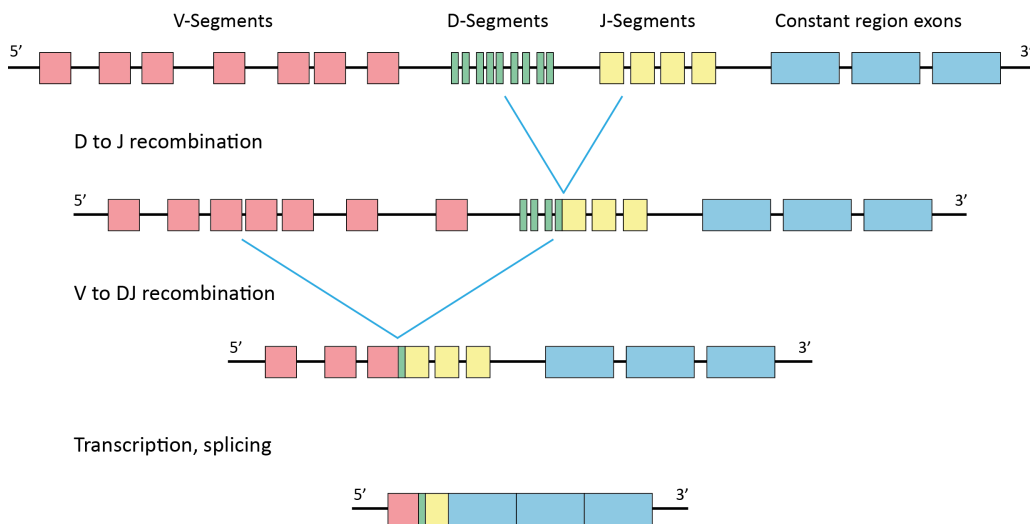 V-Segments D-Segments J-Segments Constant region exons
5’ 3’
D to J recombination
5’ 3’
V to DJ recombination
5’ 3’
Transcription, splicing
5’ 3’